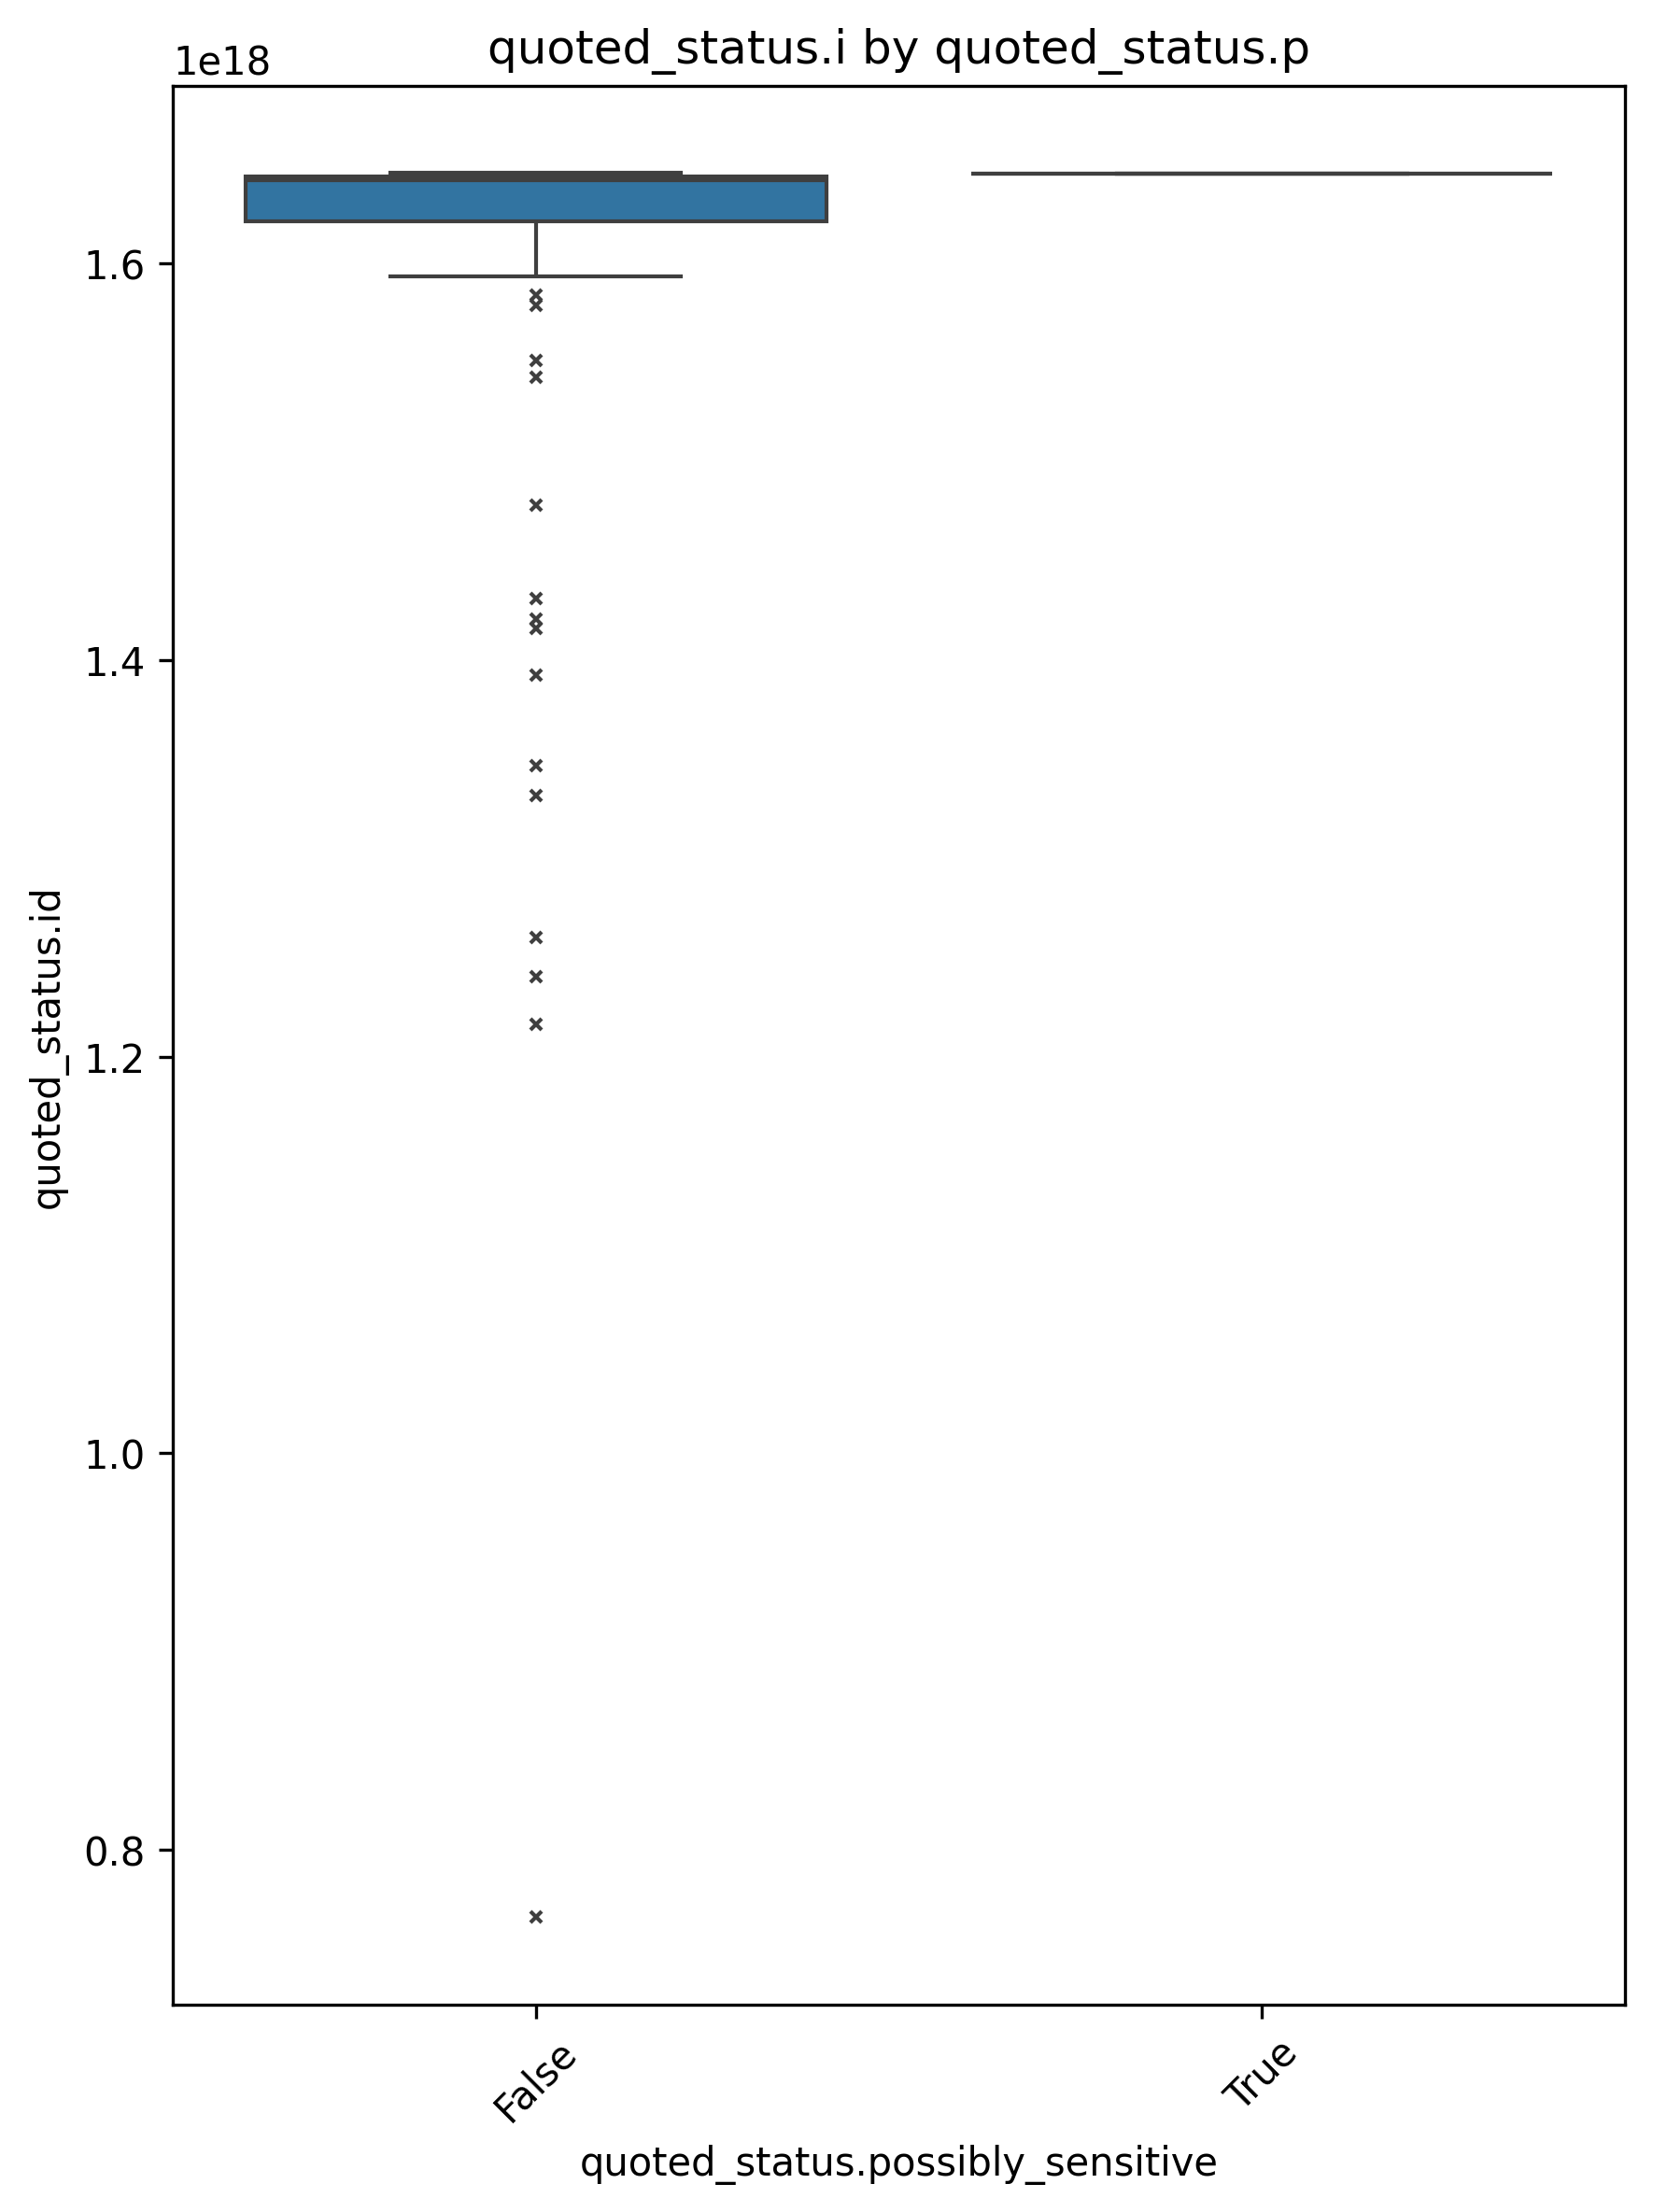 quoted_status.i by quoted_status.p
1e18
1.6
1.4
1.2
1.0
0.8
quoted_status.id
False
True
quoted_status.possibly_sensitive